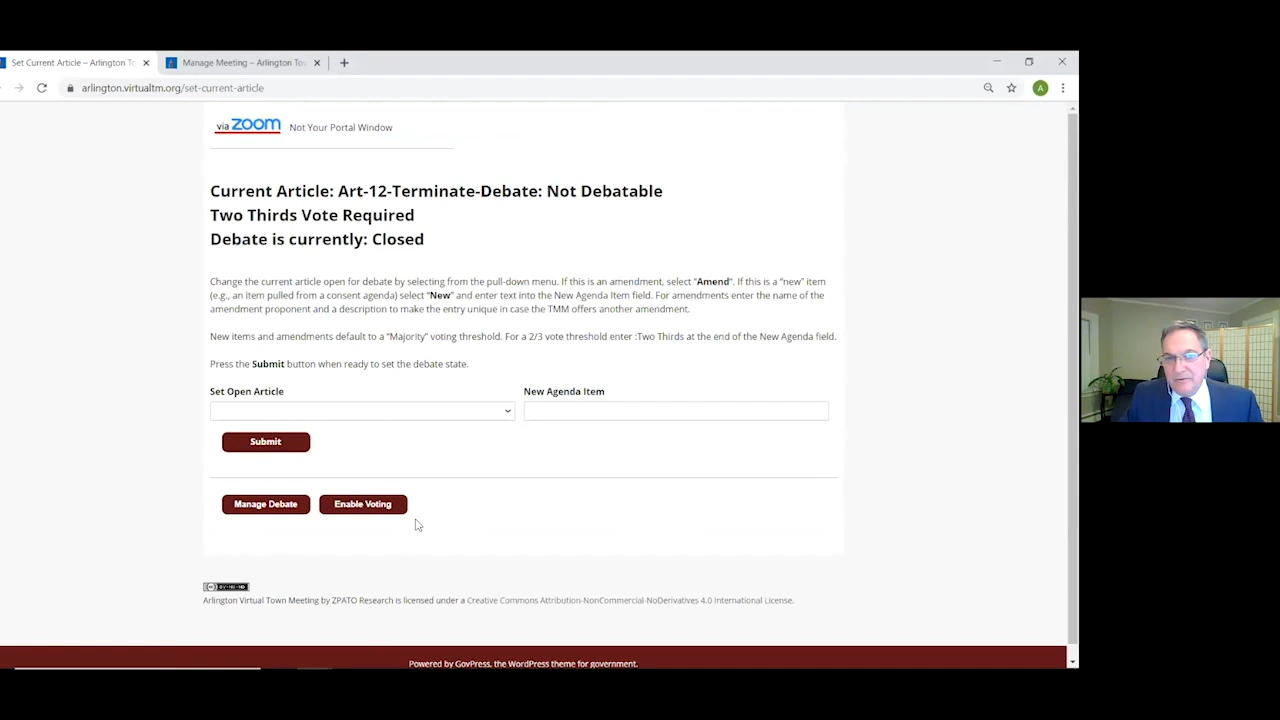 Set Current Article – Arlington To
Manage Meeting – Arlington Tow
arlington.virtualtm.org/set-current-article
A
via zoom Not Your Portal Window
Current Article: Art-12-Terminate-Debate: Not Debatable
Two Thirds Vote Required
Debate is currently: Closed
Change the current article open for debate by selecting from the pull-down menu. If this is an amendment, select "Amend". If this is a "new" item
(e.g., an item pulled from a consent agenda) select "New" and enter text into the New Agenda Item field. For amendments enter the name of the
amendment proponent and a description to make the entry unique in case the TMM offers another amendment.
New items and amendments default to a "Majority" voting threshold. For a 2/3 vote threshold enter :Two Thirds at the end of the New Agenda field.
Press the Submit button when ready to set the debate state.
Set Open Article New Agenda Item
Submit
Manage Debate Enable Voting
Arlington Virtual Town Meeting by ZPATO Research is licensed under a Creative Commons Attribution-NonCommercial-NoDerivatives 4.0 International License.
Powered by GovPress, the WordPress theme for government.